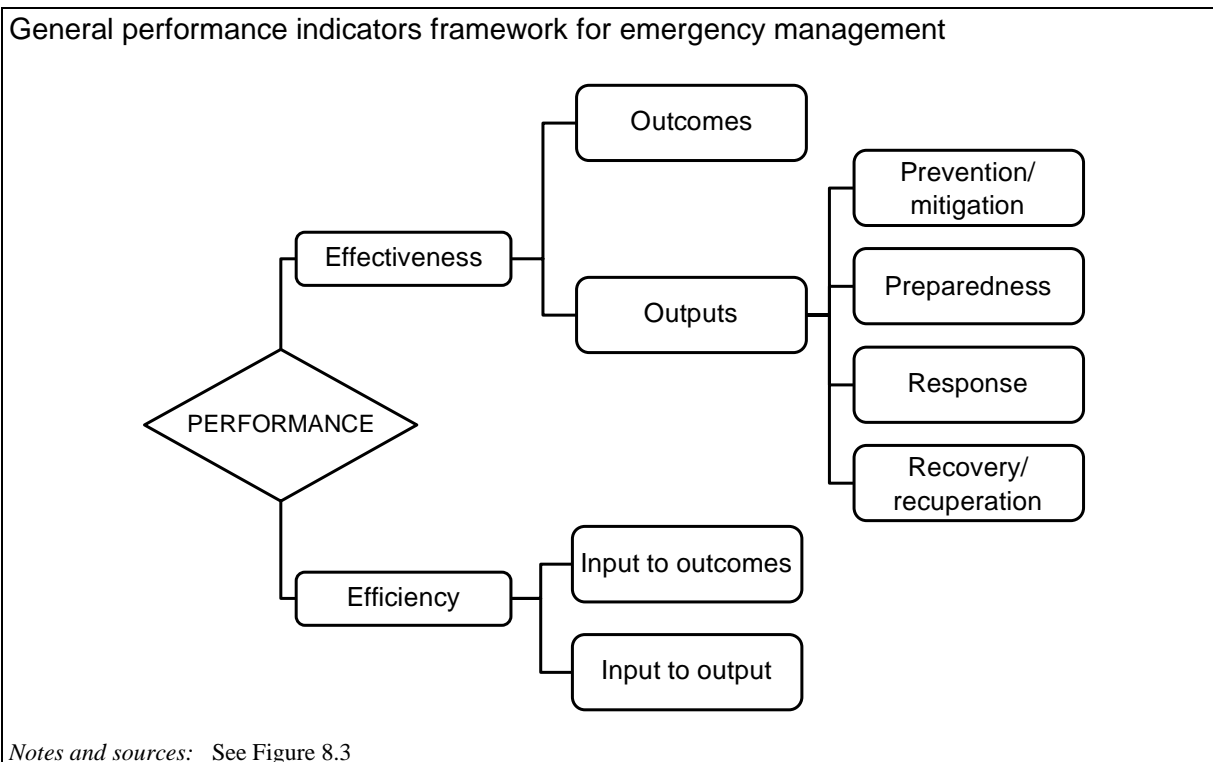 General performance indicators framework for emergency management
Outcomes
Prevention/
mitigation
Effectiveness
Preparedness
Outputs
Response
PERFORMANCE
Recovery/
recuperation
Input to outcomes
Efficiency
Input to output
Notes and sources: See Figure 8.3